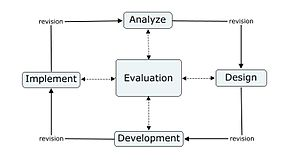 revision
Analyze
revision
Implement
Evaluation
Design
revision
Development
revision